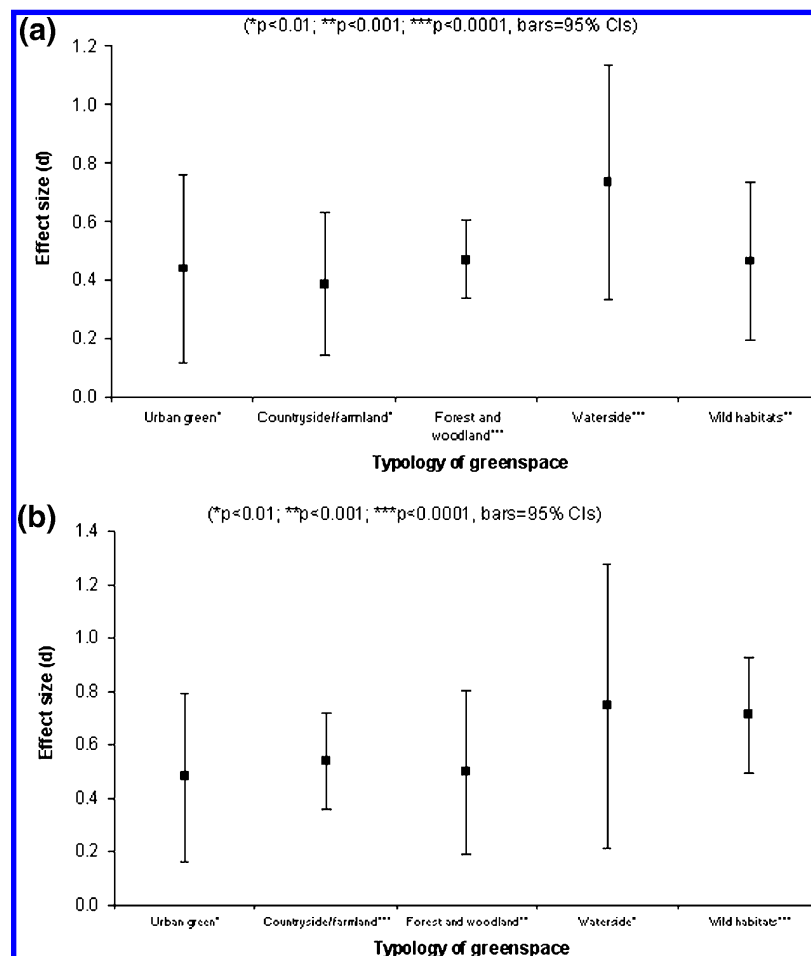 (a)
(*p<0.01; **p<0.001; ***p<0.0001, bars=95% CIs)
1.2
1.0
0.8
0.6
0.4
0.2
0.0
Effect size (d)
Urban green* Countryside/farmland* Forest and woodland*** Waterside*** Wild habitats**
Typology of greenspace
(b)
(*p<0.01; **p<0.001; ***p<0.0001, bars=95% CIs)
1.4
1.2
1.0
0.8
0.6
0.4
0.2
0.0
Effect size (d)
Urban green* Countryside/farmland*** Forest and woodland** Waterside* Wild habitats***
Typology of greenspace